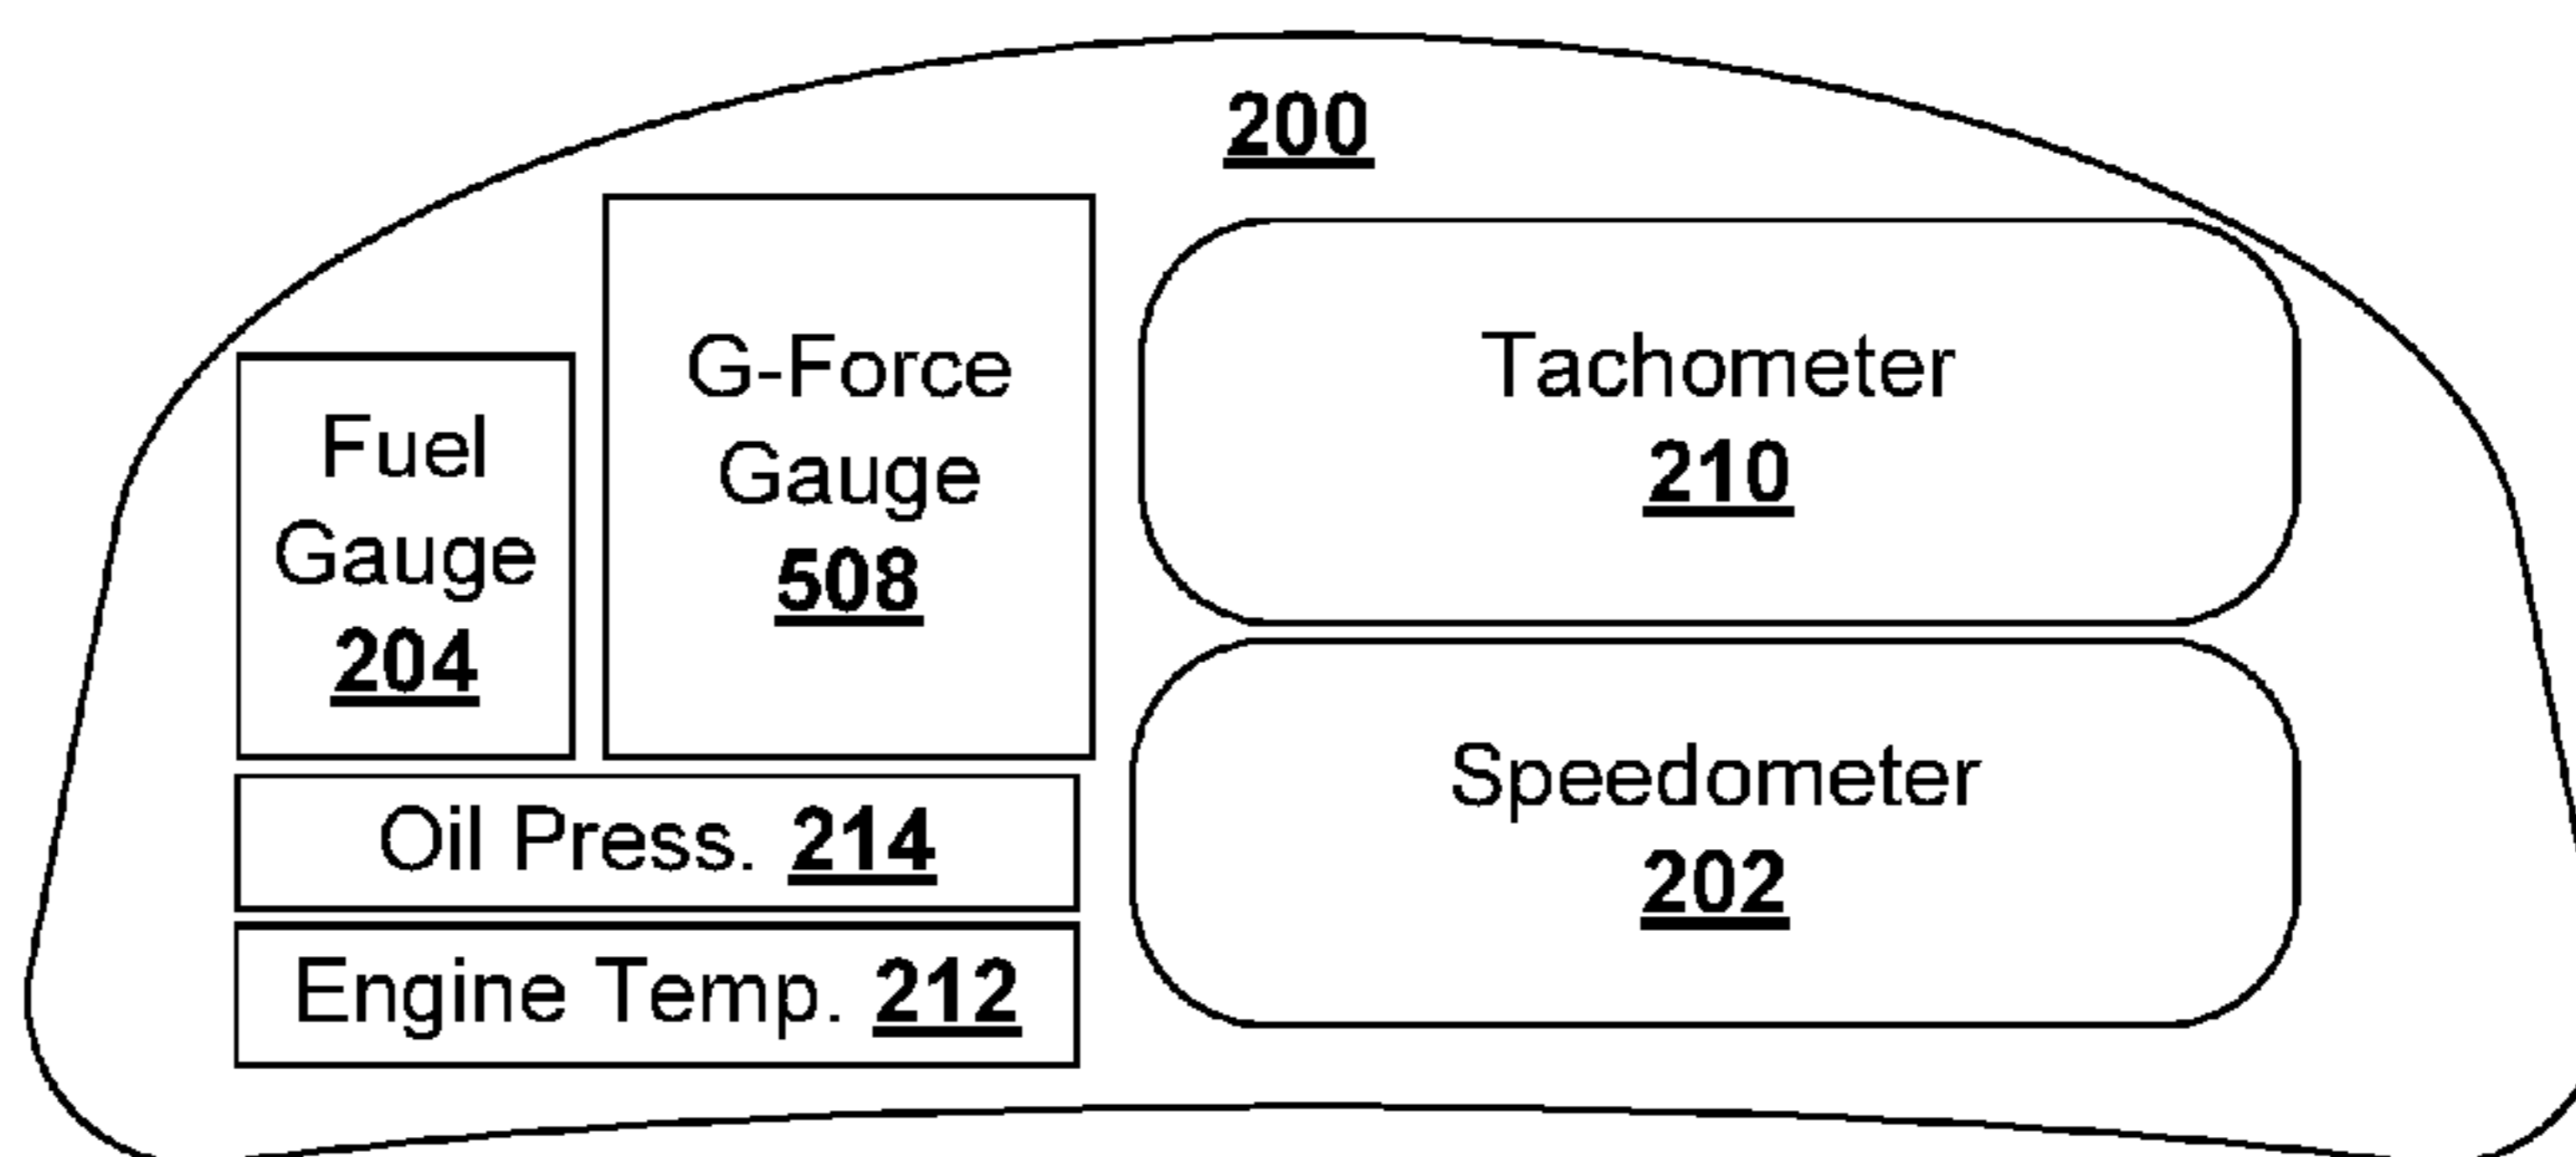 200
Fuel
Gauge
204
G-Force
Gauge
508
Tachometer
210
Oil Press. 214
Engine Temp. 212
Speedometer
202